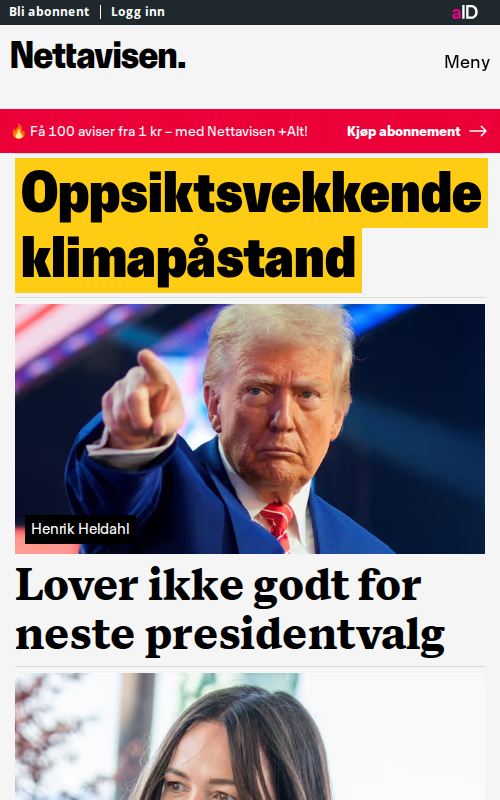 Bli abonnent | Logg inn
aID
Nettavisen.
Meny
🔥 Få 100 aviser fra 1 kr – med Nettavisen +Alt!
Kjøp abonnement →
Oppsiktsvekkende
klimapåstand
Henrik Heldahl
Lover ikke godt for
neste presidentvalg